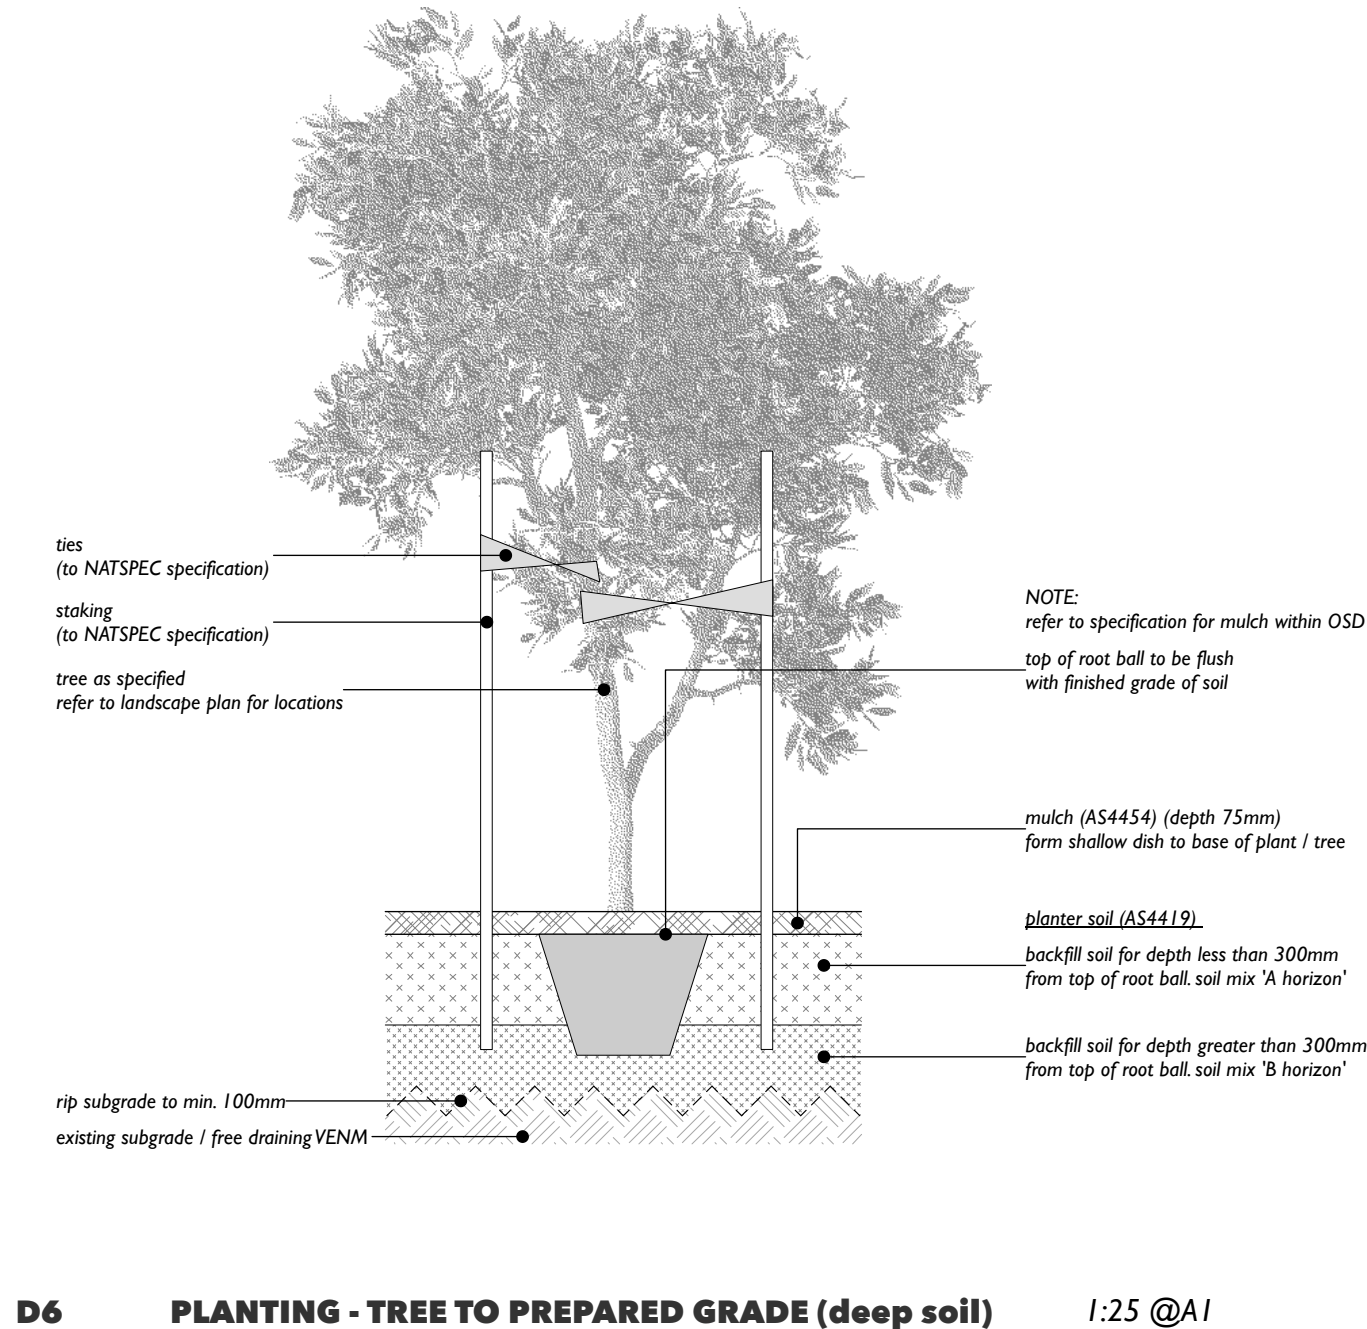 ties
(to NATSPEC specification)
staking
(to NATSPEC specification)
tree as specified
refer to landscape plan for locations
rip subgrade to min. 100mm
existing subgrade / free draining VENM
NOTE:
refer to specification for mulch within OSD
top of root ball to be flush
with finished grade of soil
mulch (AS4454) (depth 75mm)
form shallow dish to base of plant / tree
planter soil (AS4419)
backfill soil for depth less than 300mm
from top of root ball. soil mix 'A horizon'
backfill soil for depth greater than 300mm
from top of root ball. soil mix 'B horizon'
D6 PLANTING - TREE TO PREPARED GRADE (deep soil) 1:25 @A1